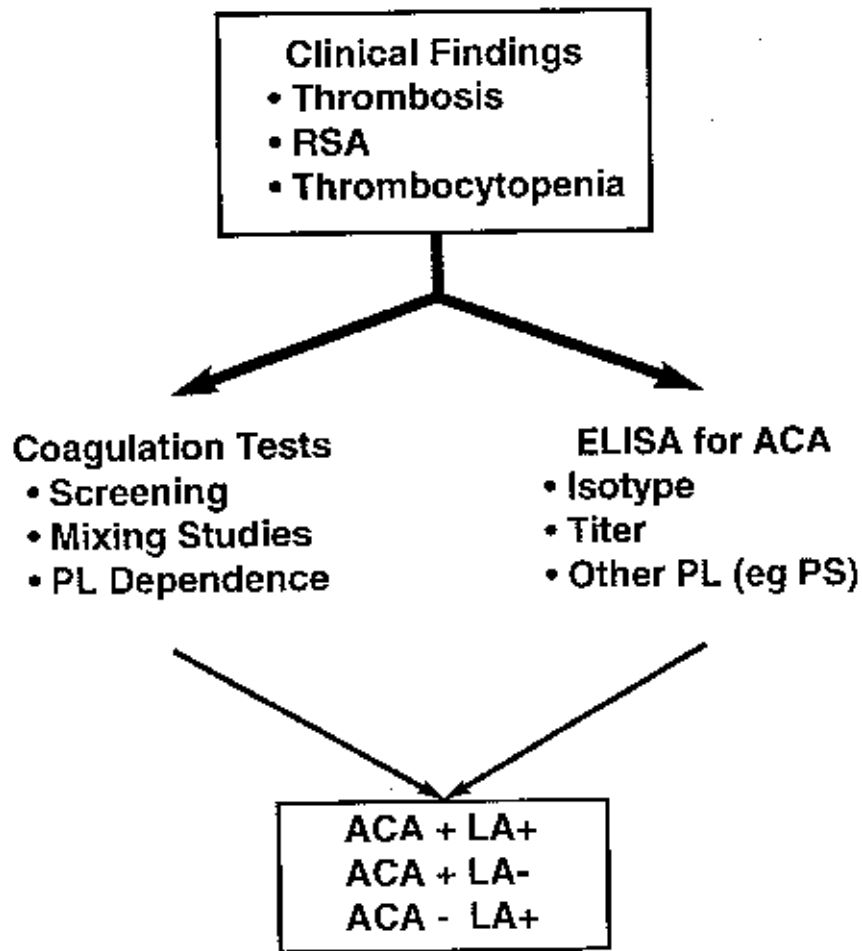 Clinical Findings
• Thrombosis
• RSA
• Thrombocytopenia
Coagulation Tests
• Screening
• Mixing Studies
• PL Dependence
ELISA for ACA
• Isotype
• Titer
• Other PL (eg PS)
ACA + LA+
ACA + LA-
ACA - LA+